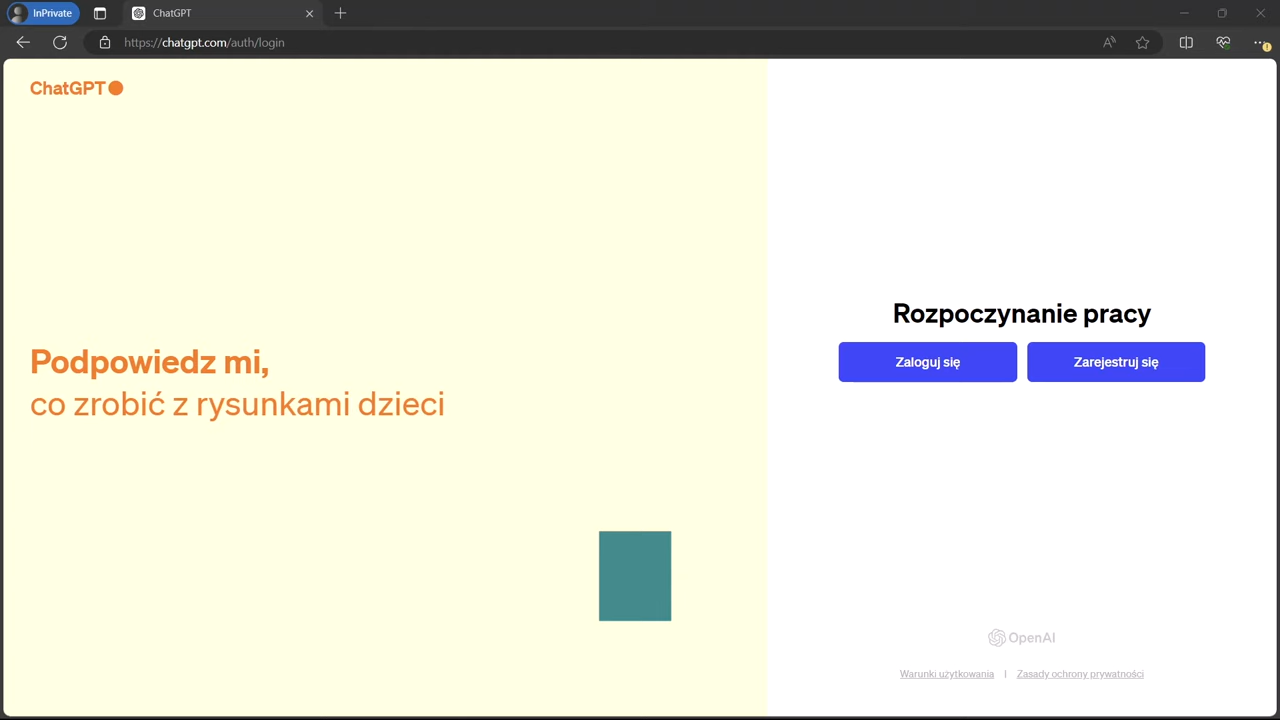 InPrivate
ChatGPT
https://chatgpt.com/auth/login
ChatGPT
Podpowiedz mi,
co zrobić z rysunkami dzieci
Rozpoczynanie pracy
Zaloguj się
Zarejestruj się
OpenAI
Warunki użytkowania | Zasady ochrony prywatności